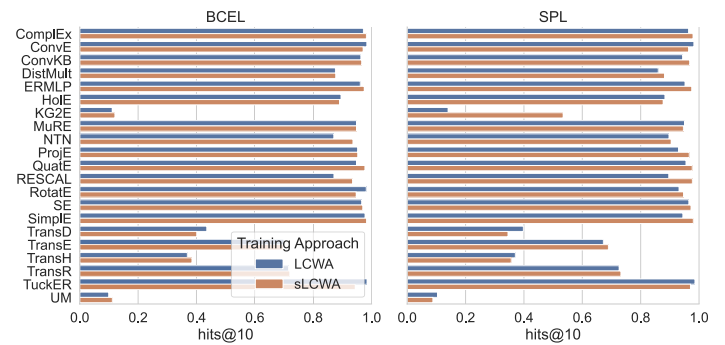 BCEL
SPL
ComplEx
ConvE
ConvKB
DistMult
ERMLP
HolE
KG2E
MuRE
NTN
ProjE
QuatE
RESCAL
RotatE
SE
SimplE
TransD
TransE
TransH
TransR
TuckER
UM
Training Approach
LCWA
sLCWA
0.0 0.2 0.4 0.6 0.8 1.0
0.0 0.2 0.4 0.6 0.8 1.0
hits@10
hits@10